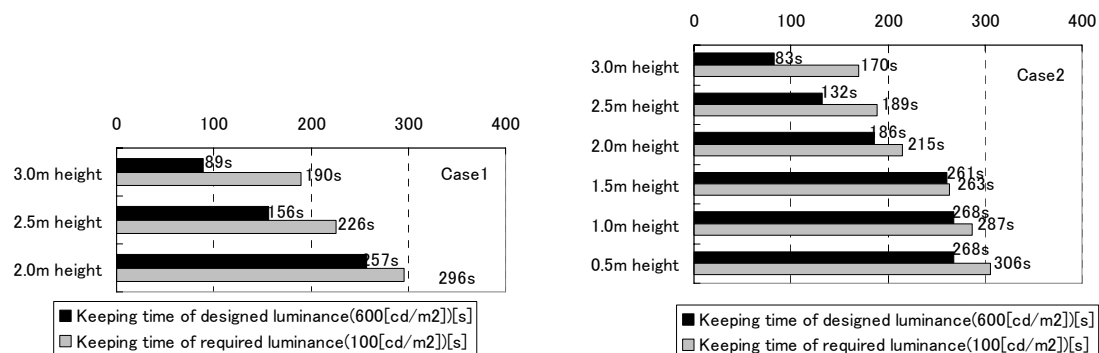 0 100 200 300 400
3.0m height 89s 190s Case1
2.5m height 156s 226s
2.0m height 257s 296s
■ Keeping time of designed luminance(600[cd/m2])[s]
■ Keeping time of required luminance(100[cd/m2])[s]
0 100 200 300 400
3.0m height 83s 170s Case2
2.5m height 132s 189s
2.0m height 186s 215s
1.5m height 261s 263s
1.0m height 268s 287s
0.5m height 268s 306s
■ Keeping time of designed luminance(600[cd/m2])[s]
■ Keeping time of required luminance(100[cd/m2])[s]